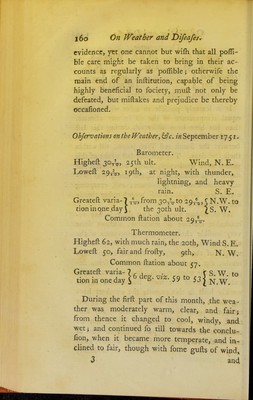 160 On Weather and Diſeaſes.
evidence, yet one cannot but wiſh that all poſſi-
ble care might be taken to bring in their ac-
counts as regularly as poſſible; otherwiſe the
main end of an inſtitution, capable of being
highly beneficial to ſociety, muſt not only be
defeated, but miſtakes and prejudice be thereby
occaſioned.
Obſervations on the Weather, &c. in September 1751.
Barometer.
Higheſt 25th ult. Wind, N. E.
Loweſt 19th, at night, with thunder,
lightning, and heavy
rain. S. E.
Greateſt varia- } from to { N. W. to
tion in one day } the 30th ult. { S. W.
Common ſtation about
Thermometer.
Higheſt 62, with much rain, the 20th, Wind S. E.
Loweſt 50, fair and froſty, 9th, N. W.
Common ſtation about 57.
Greateſt varia- } 6 deg. viz. 59 to 53 { S. W. to
tion in one day } { N. W.
During the firſt part of this month, the wea-
ther was moderately warm, clear, and fair;
from thence it changed to cool, windy, and
wet; and continued ſo till towards the conclu-
ſion, when it became more temperate, and in-
clined to fair, though with ſome guſts of wind,
3 and